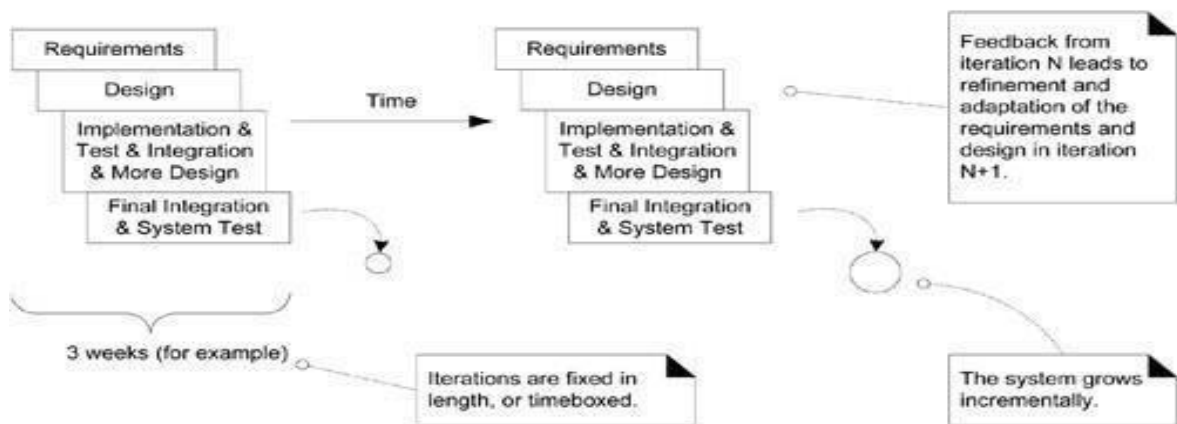 Requirements
Design
Implementation &
Test & Integration
& More Design
Final Integration
& System Test
Time
Requirements
Design
Implementation &
Test & Integration
& More Design
Final Integration
& System Test
Feedback from
iteration N leads to
refinement and
adaptation of the
requirements and
design in iteration
N+1.
3 weeks (for example)
Iterations are fixed in
length, or timeboxed.
The system grows
incrementally.